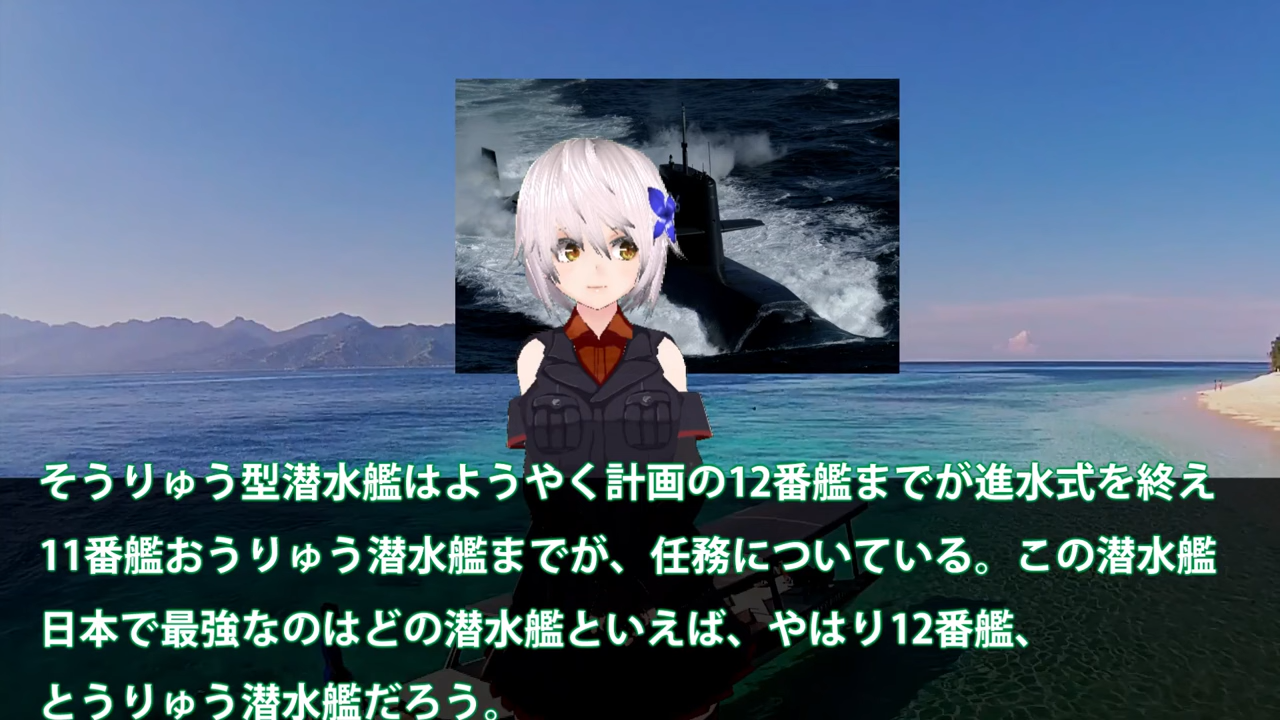 そうりゅう型潜水艦はようやく計画の12番艦までが進水式を終え
11番艦おうりゅう潜水艦までが、任務についている。この潜水艦
日本で最強なのはどの潜水艦といえば、やはり12番艦、
とうりゅう潜水艦だろう。